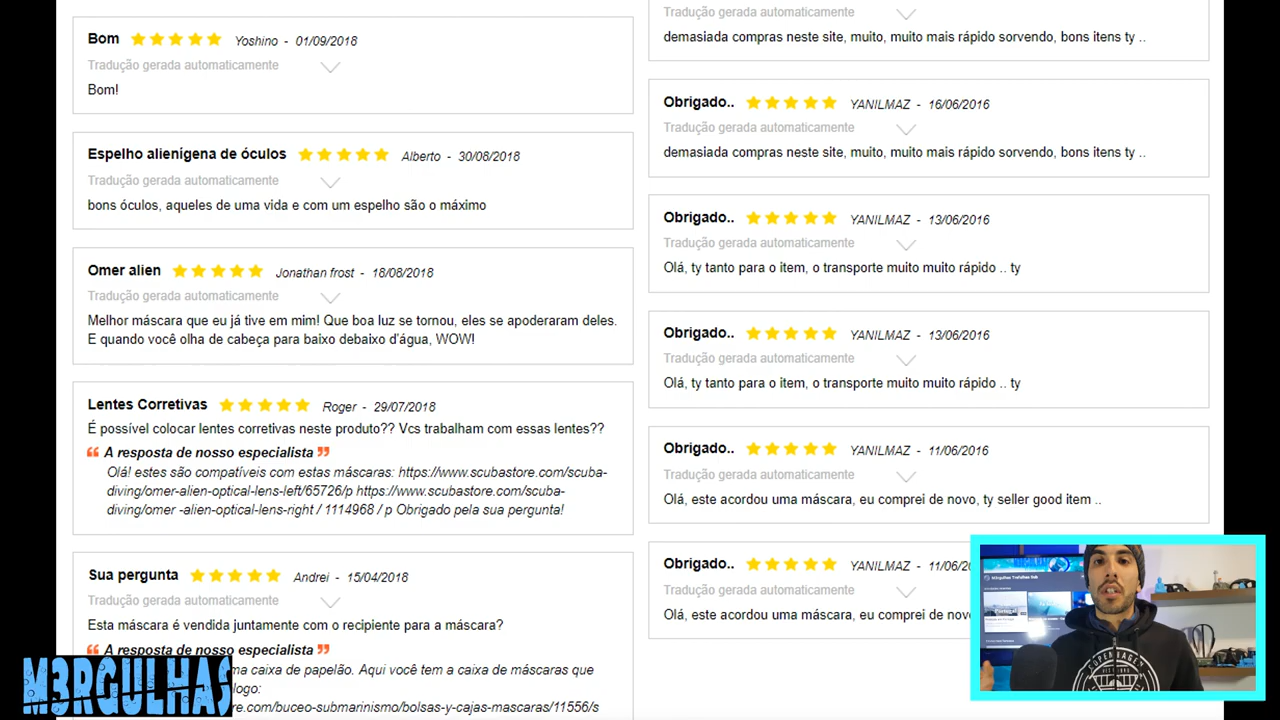 Bom Yoshino - 01/09/2018
Tradução gerada automaticamente
Bom!
Espelho alienígena de óculos Alberto - 30/08/2018
Tradução gerada automaticamente
bons óculos, aqueles de uma vida e com um espelho são o máximo
Omer alien Jonathan frost - 18/08/2018
Tradução gerada automaticamente
Melhor máscara que eu já tive em mim! Que boa luz se tornou, eles se apoderaram deles.
E quando você olha de cabeça para baixo debaixo d'água, WOW!
Lentes Corretivas Roger - 29/07/2018
É possível colocar lentes corretivas neste produto?? Vcs trabalham com essas lentes??
A resposta de nosso especialista
Olá! estes são compatíveis com estas máscaras: https://www.scubastore.com/scuba-
diving/omer-alien-optical-lens-left/65726/p https://www.scubastore.com/scuba-
diving/omer -alien-optical-lens-right / 1114968 / p Obrigado pela sua pergunta!
Sua pergunta Andrei - 15/04/2018
Tradução gerada automaticamente
Esta máscara é vendida juntamente com o recipiente para a máscara?
A resposta de nosso especialista
ma caixa de papelão. Aqui você tem a caixa de máscaras que
logo:
re.com/buceo-submarinismo/bolsas-y-cajas-mascaras/11556/s
M3RGULHAS
Tradução gerada automaticamente
demasiada compras neste site, muito, muito mais rápido sorvendo, bons itens ty ..
Obrigado.. YANILMAZ - 16/06/2016
Tradução gerada automaticamente
demasiada compras neste site, muito, muito mais rápido sorvendo, bons itens ty ..
Obrigado.. YANILMAZ - 13/06/2016
Tradução gerada automaticamente
Olá, ty tanto para o item, o transporte muito muito rápido .. ty
Obrigado.. YANILMAZ - 13/06/2016
Tradução gerada automaticamente
Olá, ty tanto para o item, o transporte muito muito rápido .. ty
Obrigado.. YANILMAZ - 11/06/2016
Tradução gerada automaticamente
Olá, este acordou uma máscara, eu comprei de novo, ty seller good item ..
Obrigado.. YANILMAZ - 11/06/20
Tradução gerada automaticamente
Olá, este acordou uma máscara, eu comprei de novo
COPENHAGEN